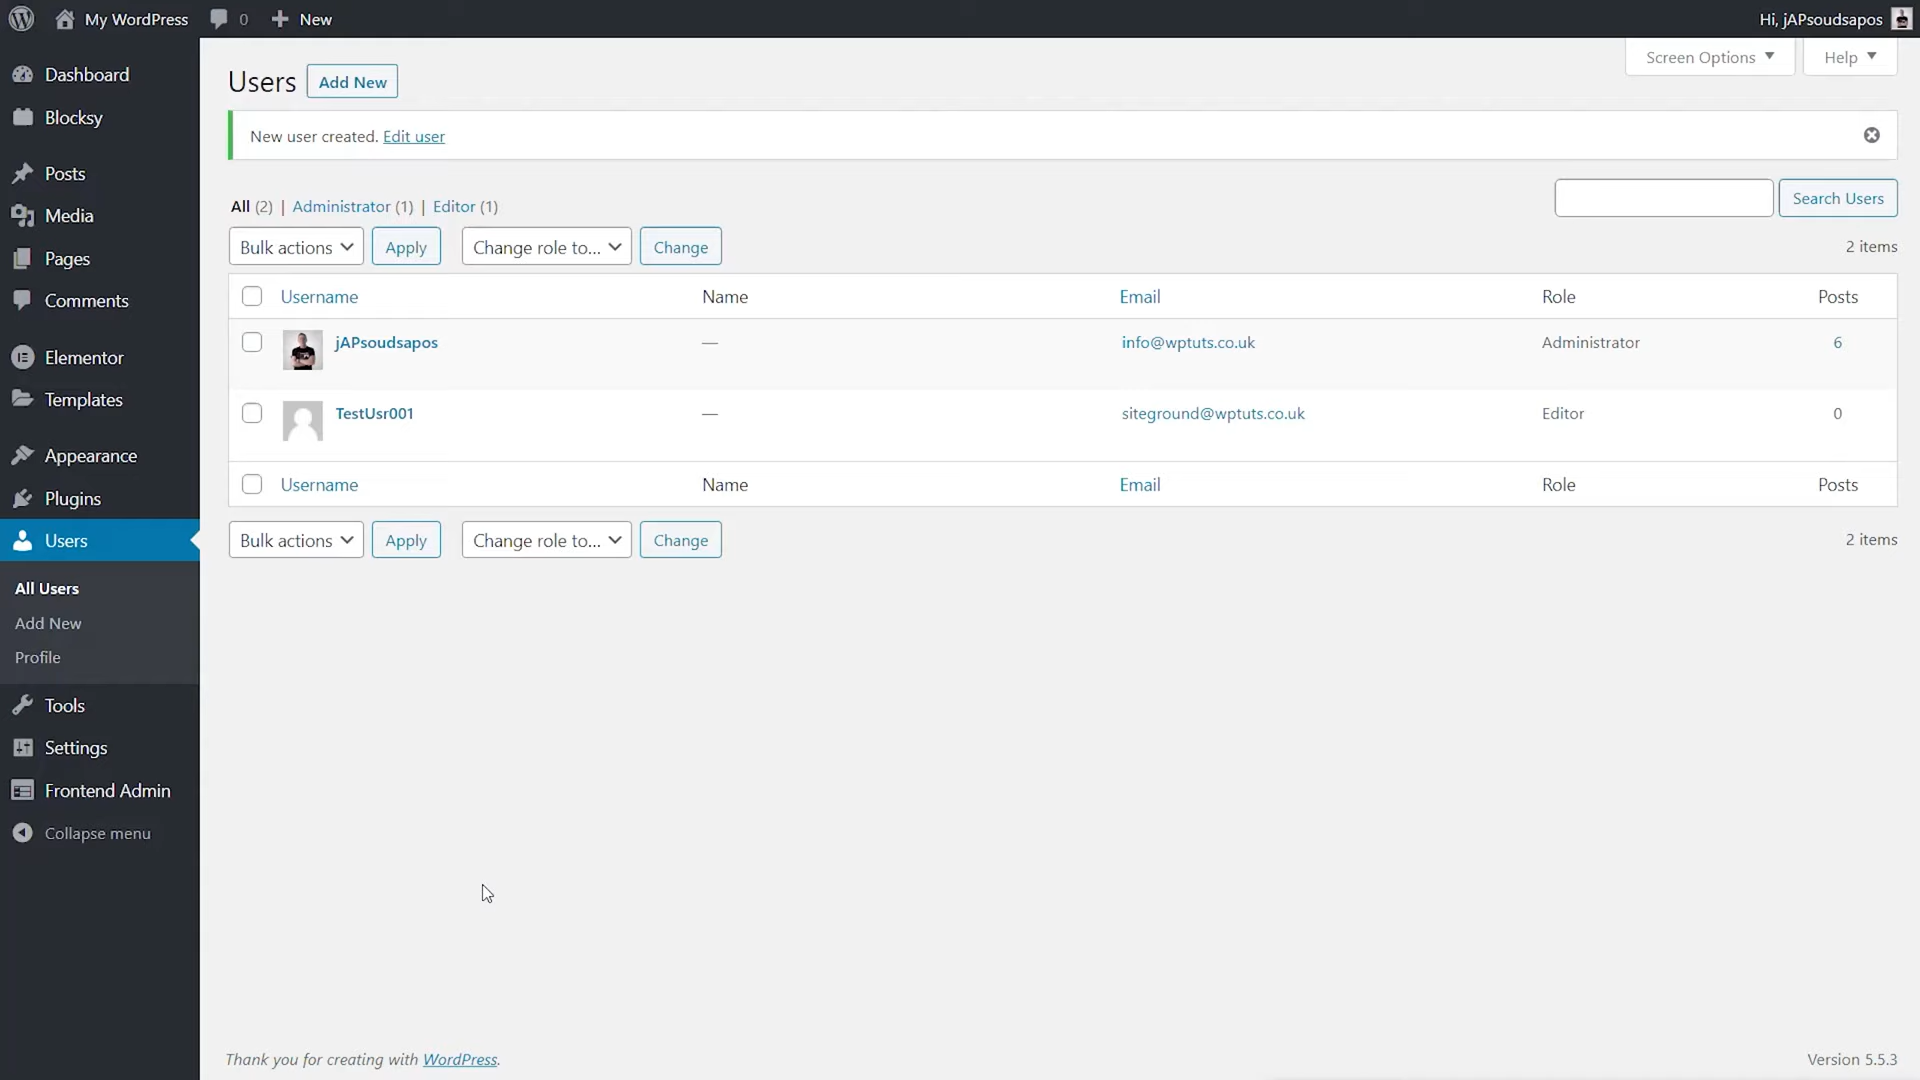 My WordPress 0 New Hi, jAPsoudsapos
Screen Options Help
Dashboard
Blocksy
Posts
Media
Pages
Comments
Elementor
Templates
Appearance
Plugins
Users
All Users
Add New
Profile
Tools
Settings
Frontend Admin
Collapse menu
Users Add New
New user created. Edit user
All (2) | Administrator (1) | Editor (1)
Search Users
Bulk actions Apply Change role to... Change 2 items
Username Name Email Role Posts
jAPsoudsapos — info@wptuts.co.uk Administrator 6
TestUsr001 — siteground@wptuts.co.uk Editor 0
Username Name Email Role Posts
Bulk actions Apply Change role to... Change 2 items
Thank you for creating with WordPress. Version 5.5.3